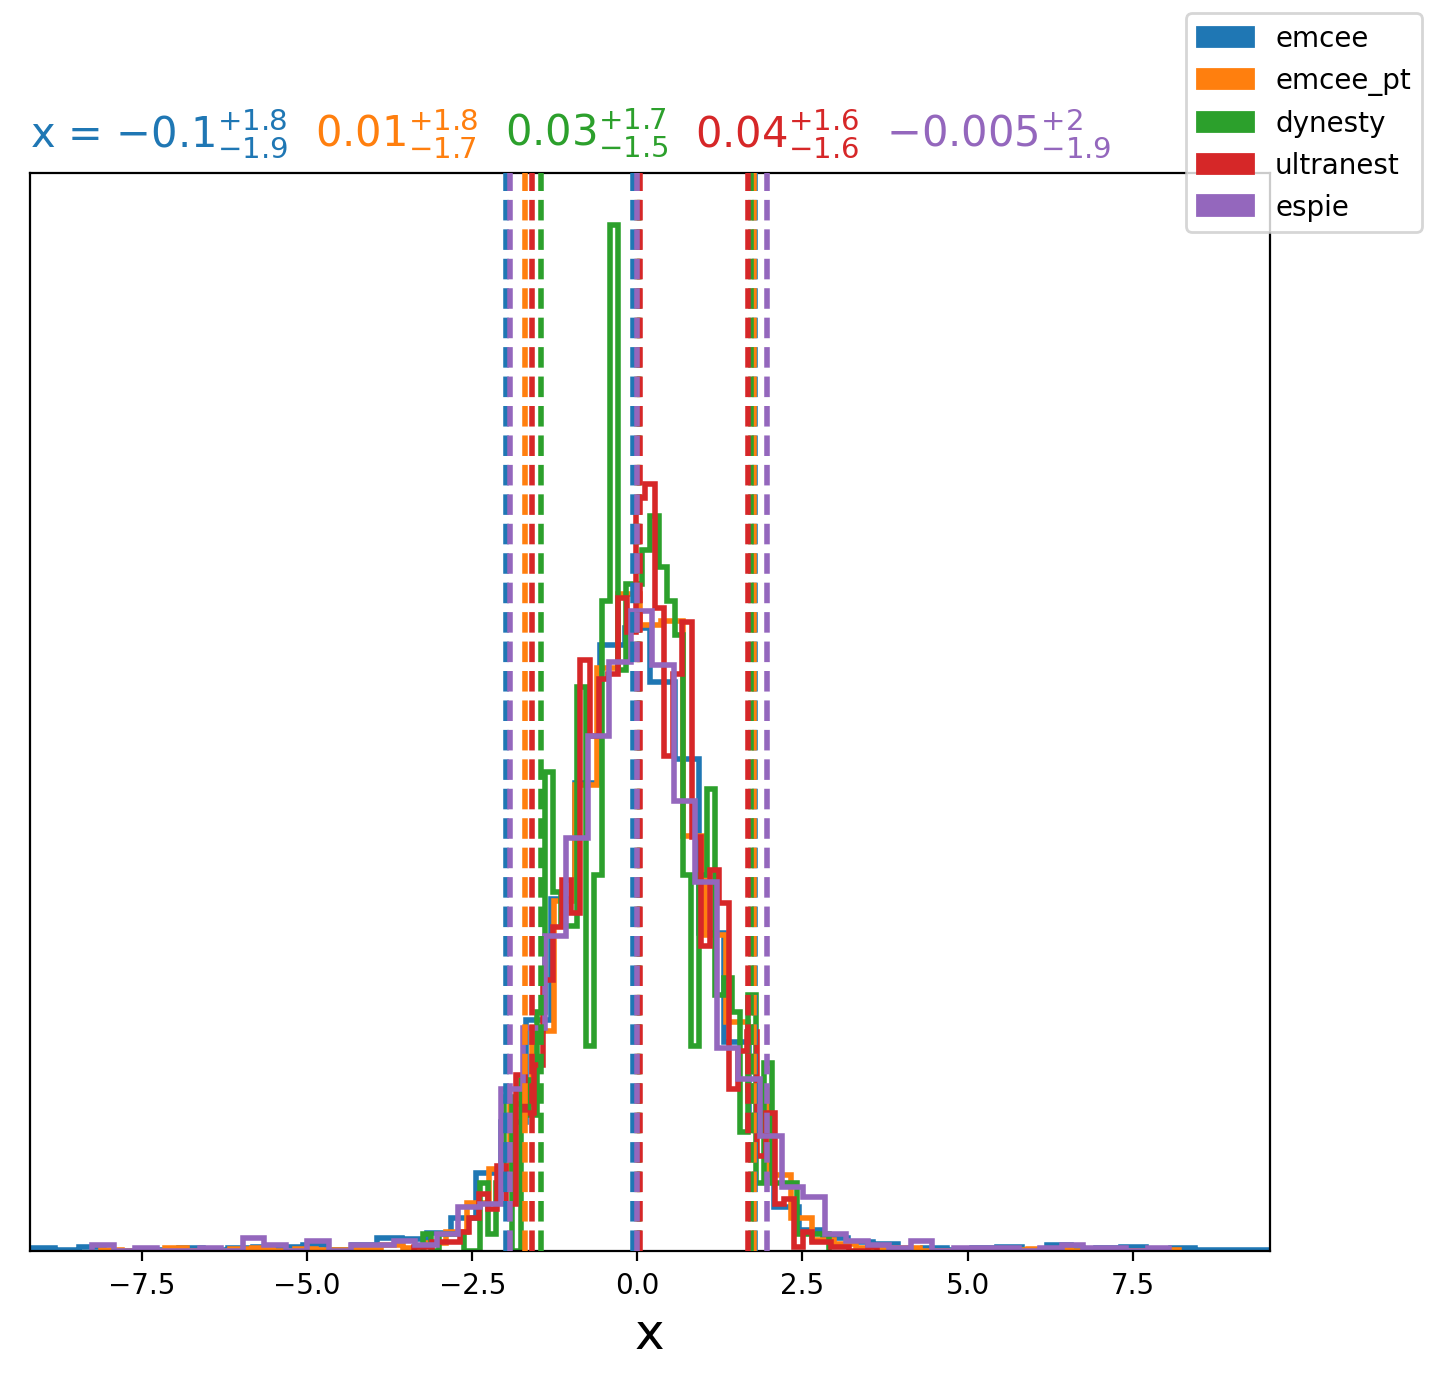 emcee
emcee_pt
dynesty
ultranest
espie
x = −0.1+1.8−1.9 0.01+1.8−1.7 0.03+1.7−1.5 0.04+1.6−1.6 −0.005+2−1.9
−7.5 −5.0 −2.5 0.0 2.5 5.0 7.5
x